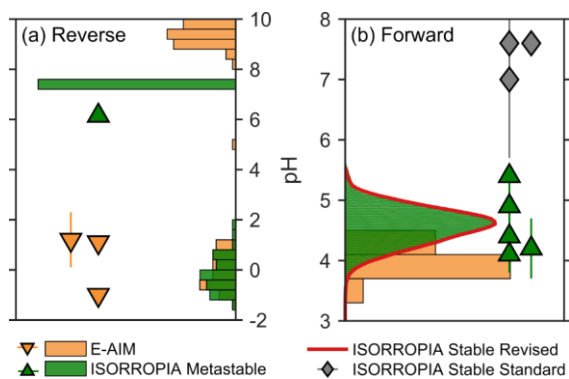 (a) Reverse
(b) Forward
10
8
6
4
2
0
-2
pH
8
7
6
5
4
3
E-AIM
ISORROPIA Metastable
ISORROPIA Stable Revised
ISORROPIA Stable Standard